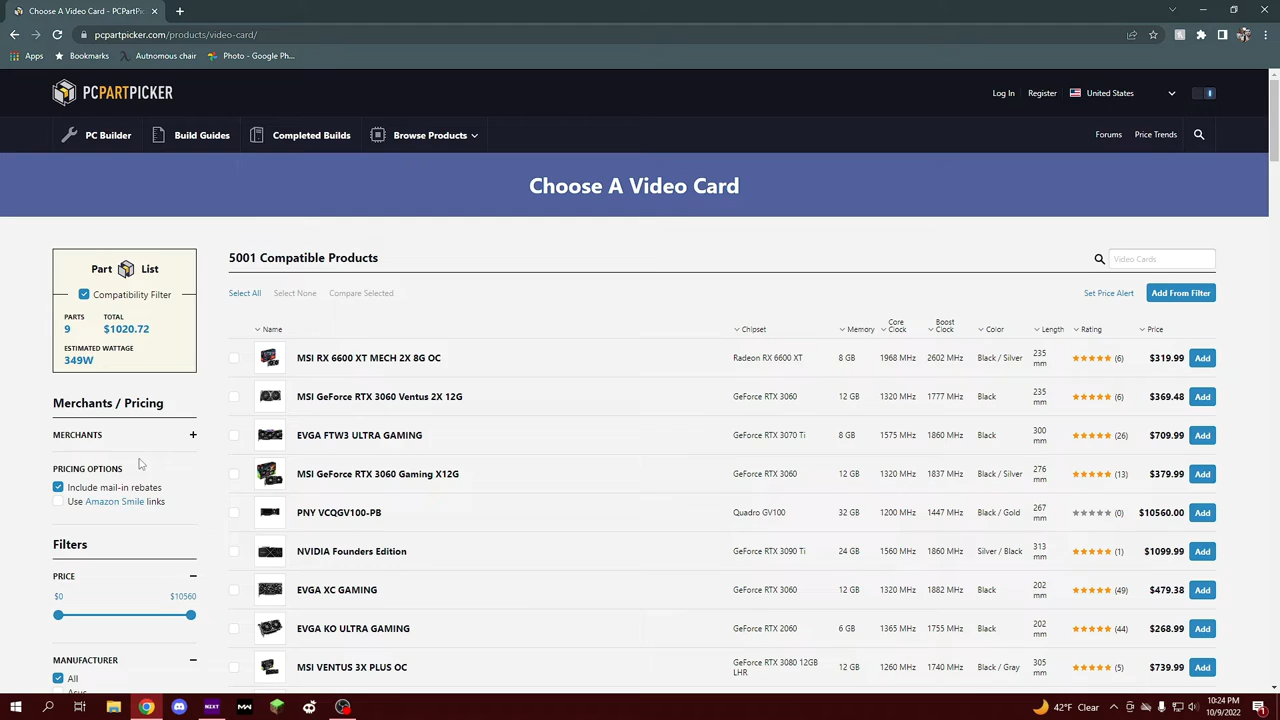 Choose A Video Card - PCPartPic
pcpartpicker.com/products/video-card/
Apps Bookmarks Autnomous chair Photo - Google Ph...
PCPARTPICKER
Log In Register United States
PC Builder Build Guides Completed Builds Browse Products Forums Price Trends
Choose A Video Card
Part List
Compatibility Filter
PARTS TOTAL
9 $1020.72
ESTIMATED WATTAGE
349W
Merchants / Pricing
MERCHANTS
PRICING OPTIONS
Include mail-in rebates
Use Amazon Smile links
Filters
PRICE
$0 $10560
MANUFACTURER
All
5001 Compatible Products Video Cards
Select All Select None Compare Selected Set Price Alert Add From Filter
Name Chipset Memory Core Clock Boost Clock Color Length Rating Price
MSI RX 6600 XT MECH 2X 8G OC Radeon RX 6600 XT 8 GB 1968 MHz 2602 MHz Black / Silver 235 mm (6) $319.99 Add
MSI GeForce RTX 3060 Ventus 2X 12G GeForce RTX 3060 12 GB 1320 MHz 1777 MHz Black 235 mm (6) $369.48 Add
EVGA FTW3 ULTRA GAMING GeForce RTX 3070 Ti 8 GB 1575 MHz 1860 MHz Black 300 mm (26) $709.99 Add
MSI GeForce RTX 3060 Gaming X12G GeForce RTX 3060 12 GB 1320 MHz 1837 MHz Black / Silver 276 mm (13) $379.99 Add
PNY VCQGV100-PB Quadro GV100 32 GB 1200 MHz 1447 MHz Black / Gold 267 mm (0) $10560.00 Add
NVIDIA Founders Edition GeForce RTX 3090 Ti 24 GB 1560 MHz 1860 MHz Silver / Black 313 mm (1) $1099.99 Add
EVGA XC GAMING GeForce RTX 3060 12 GB 1320 MHz 1882 MHz Black 202 mm (49) $479.38 Add
EVGA KO ULTRA GAMING GeForce RTX 2060 6 GB 1365 MHz 1755 MHz Black 202 mm (44) $268.99 Add
MSI VENTUS 3X PLUS OC GeForce RTX 3080 12GB LHR 12 GB 1260 MHz 1740 MHz Black / Gray 305 mm (5) $739.99 Add
42°F Clear
10:24 PM
10/9/2022